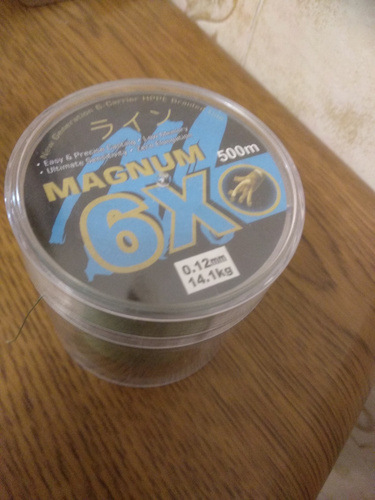 New Generation 6-Carrier HPPE Braided
ライン
• Easy & Precise
• Ultimate Sensitivity •
MAGNUM
500m
6X
0.12mm
14.1kg